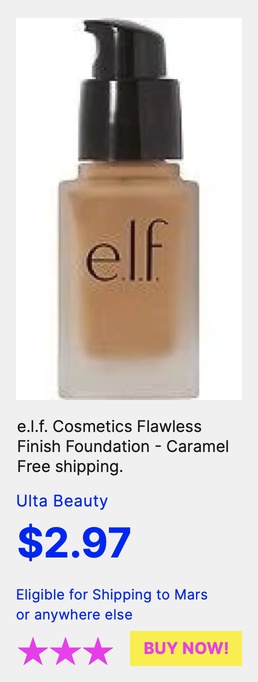 e.l.f.
e.l.f. Cosmetics Flawless
Finish Foundation - Caramel
Free shipping.
Ulta Beauty
$2.97
Eligible for Shipping to Mars
or anywhere else
BUY NOW!